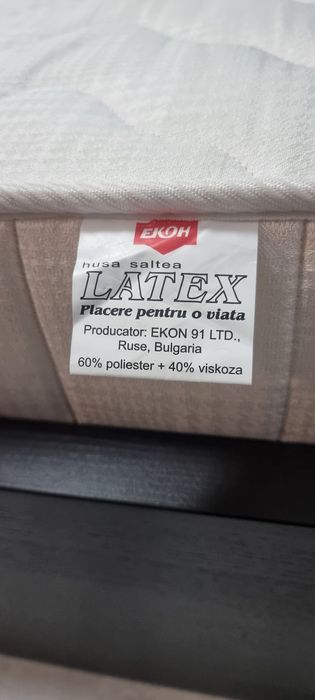 EKOH
husa saltea
LATEX
Placere pentru o viata
Producator: EKON 91 LTD.,
Ruse, Bulgaria
60% poliester + 40% viskoza